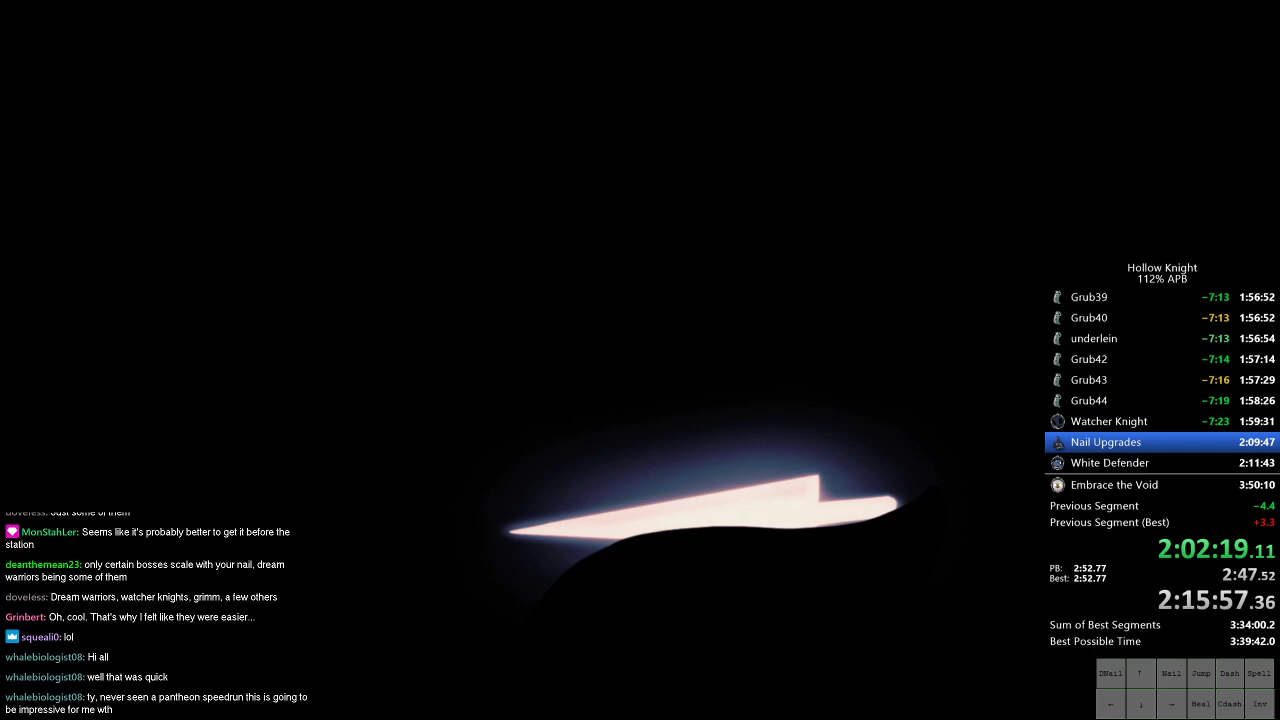 Hollow Knight
112% APB
Grub39 −7:13 1:56:52
Grub40 −7:13 1:56:52
underlein −7:13 1:56:54
Grub42 −7:14 1:57:14
Grub43 −7:16 1:57:29
Grub44 −7:19 1:58:26
Watcher Knight −7:23 1:59:31
Nail Upgrades 2:09:47
White Defender 2:11:43
Embrace the Void 3:50:10
Previous Segment −4.4
Previous Segment (Best) +3.3
2:02:19.11
PB: 2:52.77
Best: 2:52.77
2:47.52
2:15:57.36
Sum of Best Segments 3:34:00.2
Best Possible Time 3:39:42.0
DNail ↑ Nail Jump Dash Spell
← ↓ → Heal Cdash Inv
doveless: Just some of them
MonStahLer: Seems like it's probably better to get it before the
station
deanthemean23: only certain bosses scale with your nail, dream
warriors being some of them
doveless: Dream warriors, watcher knights, grimm, a few others
Grinbert: Oh, cool, That's why I felt like they were easier...
squeali0: lol
whalebiologist08: Hi all
whalebiologist08: well that was quick
whalebiologist08: ty, never seen a pantheon speedrun this is going to
be impressive for me wth